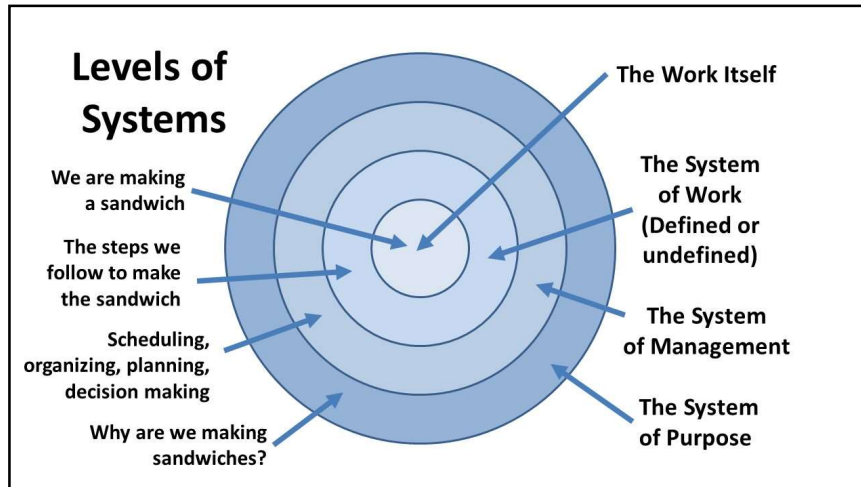 Levels of
Systems
We are making
a sandwich
The steps we
follow to make
the sandwich
Scheduling,
organizing, planning,
decision making
Why are we making
sandwiches?
The Work Itself
The System
of Work
(Defined or
undefined)
The System
of Management
The System
of Purpose